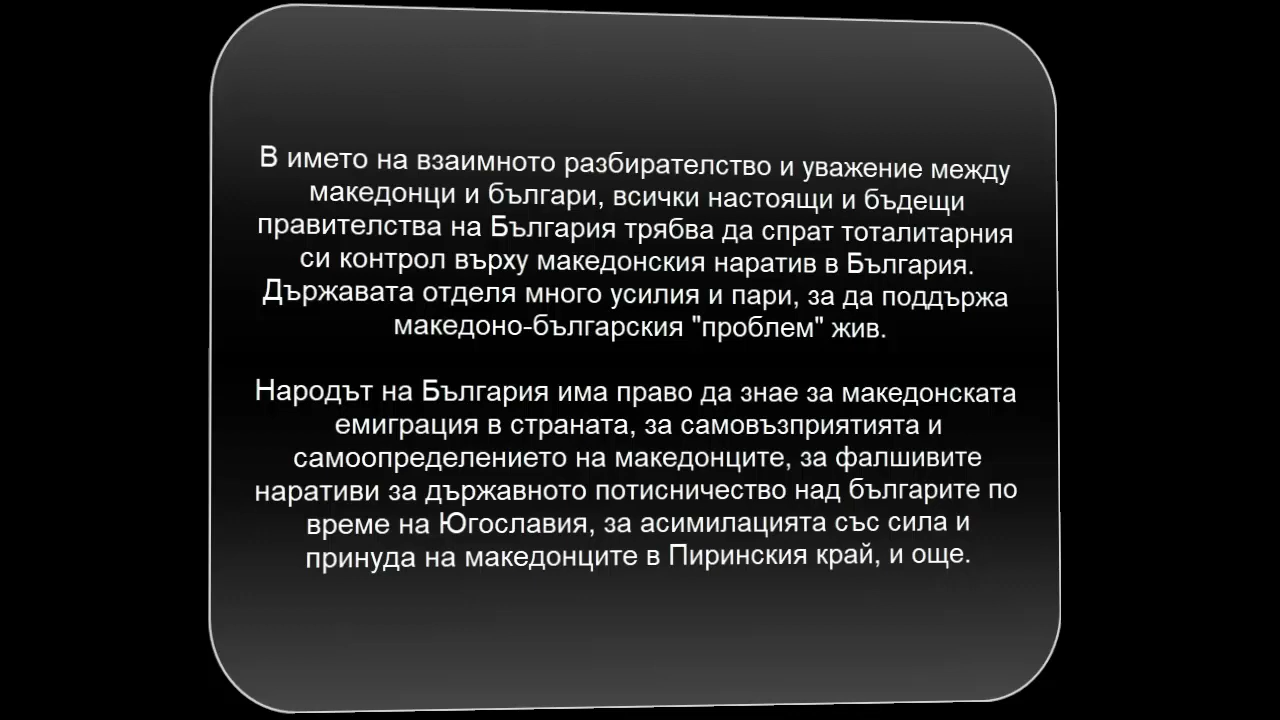 В името на взаимното разбирателство и уважение между
македонци и българи, всички настоящи и бъдещи
правителства на България трябва да спрат тоталитарния
си контрол върху македонския наратив в България.
Държавата отделя много усилия и пари, за да поддържа
македоно-българския "проблем" жив.
Народът на България има право да знае за македонската
емиграция в страната, за самовъзприятията и
самоопределението на македонците, за фалшивите
наративи за държавното потисничество над българите по
време на Югославия, за асимилацията със сила и
принуда на македонците в Пиринския край, и още.